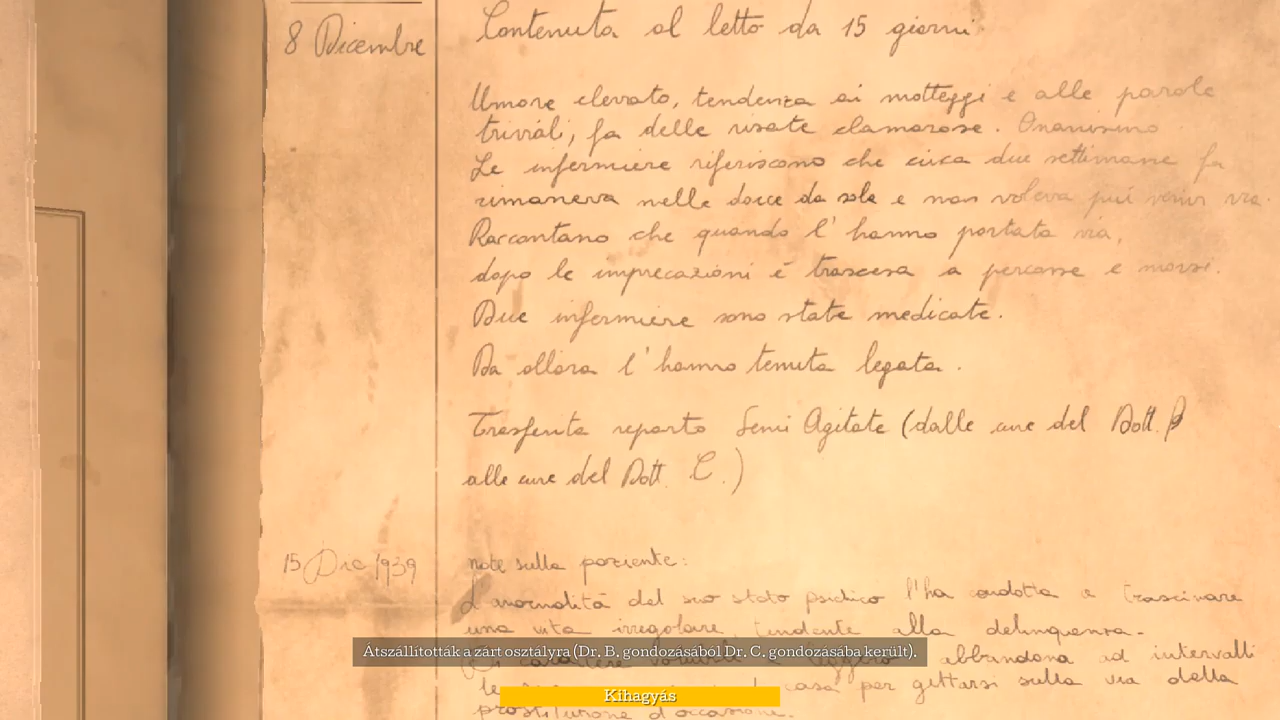 8 Dicembre
Contenuta al letto da 15 giorni
Umore elevato, tendenza ai motteggi e alle parole
triviali, fa delle risate clamorose. Onanismo
Le infermiere riferiscono che circa due settimane fa
rimaneva nelle docce da sola e non voleva più venir via.
Raccontano che quando l'hanno portata via,
dopo le imprecazioni è trascesa a percosse e morsi.
Due infermiere sono state medicate.
Da allora l'hanno tenuta legata.
Trasferita reparto Semi Agitate (dalle cure del Dott. B
alle cure del Dott. C.)
15 Dic 1939
note sulla paziente:
L'anormalità del suo stato psichico l'ha condotta a trascinare
una vita irregolare, tendente alla delinquenza.
Átszállították a zárt osztályra (Dr. B. gondozásából Dr. C. gondozásába került).
abbandona ad intervalli
casa per gettarsi sulla via della
Kihagyás
prostituzione d'occasione.